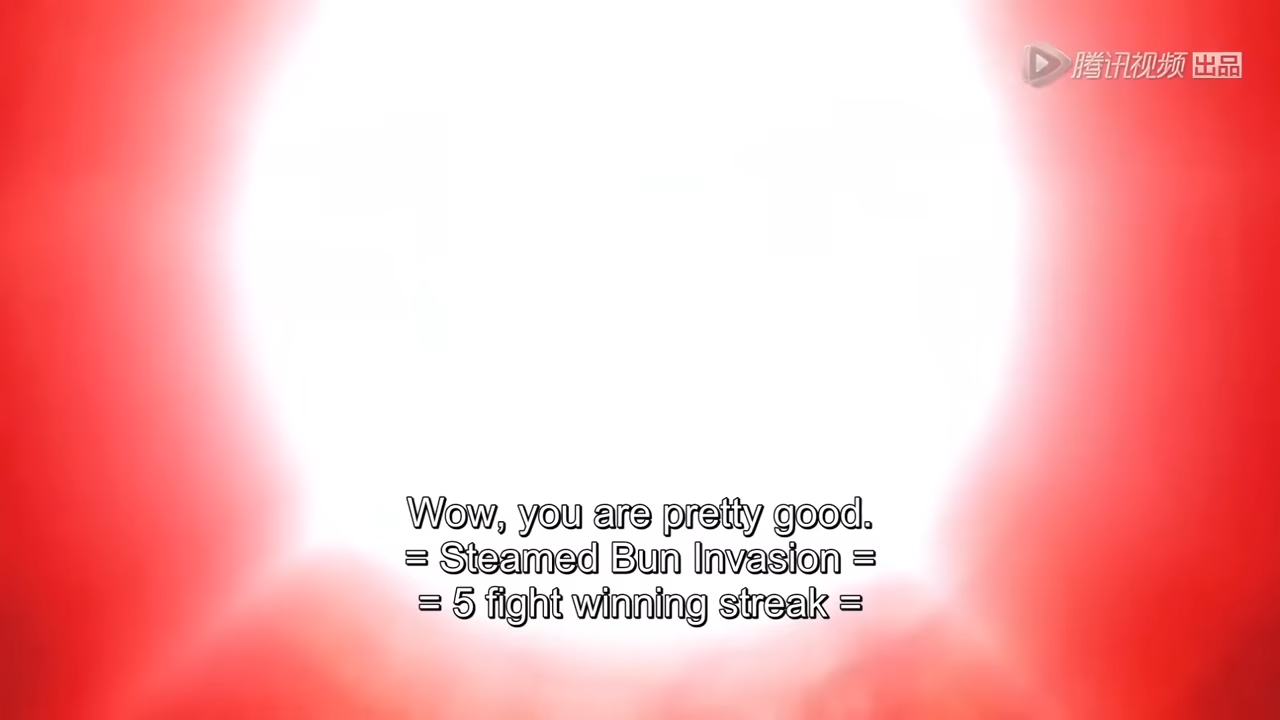 腾讯视频 出品
Wow, you are pretty good.
= Steamed Bun Invasion =
= 5 fight winning streak =